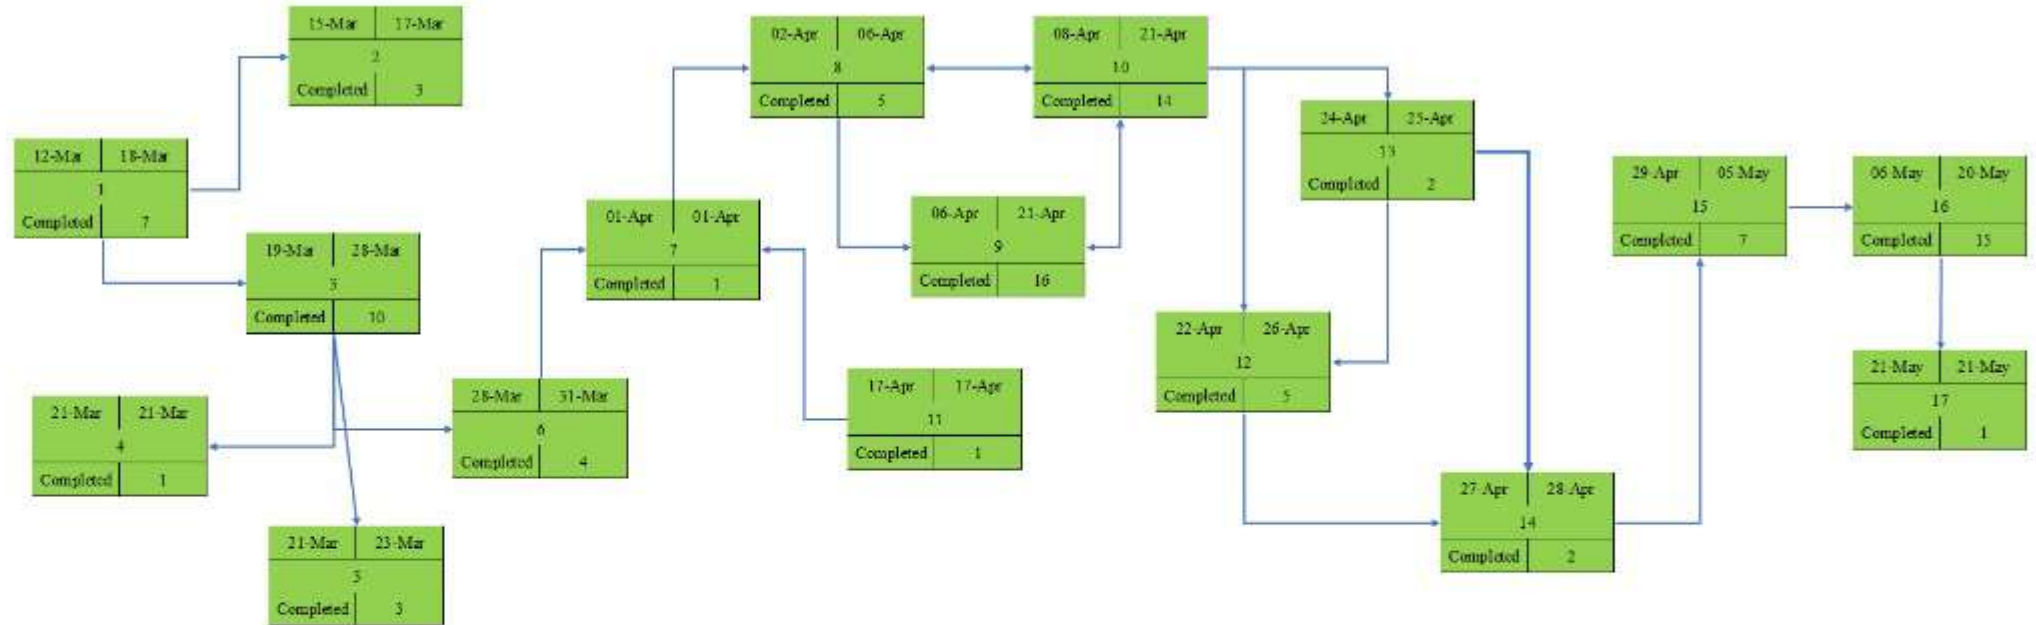 15-Mar 17-Mar
2
Completed 3
12-Mar 18-Mar
1
Completed 7
19-Mar 28-Mar
3
Completed 10
21-Mar 21-Mar
4
Completed 1
21-Mar 23-Mar
5
Completed 3
28-Mar 31-Mar
6
Completed 4
01-Apr 01-Apr
7
Completed 1
02-Apr 06-Apr
8
Completed 5
06-Apr 21-Apr
9
Completed 16
08-Apr 21-Apr
10
Completed 14
17-Apr 17-Apr
11
Completed 1
22-Apr 26-Apr
12
Completed 5
24-Apr 25-Apr
13
Completed 2
27-Apr 28-Apr
14
Completed 2
29-Apr 05-May
15
Completed 7
06-May 20-May
16
Completed 15
21-May 21-May
17
Completed 1